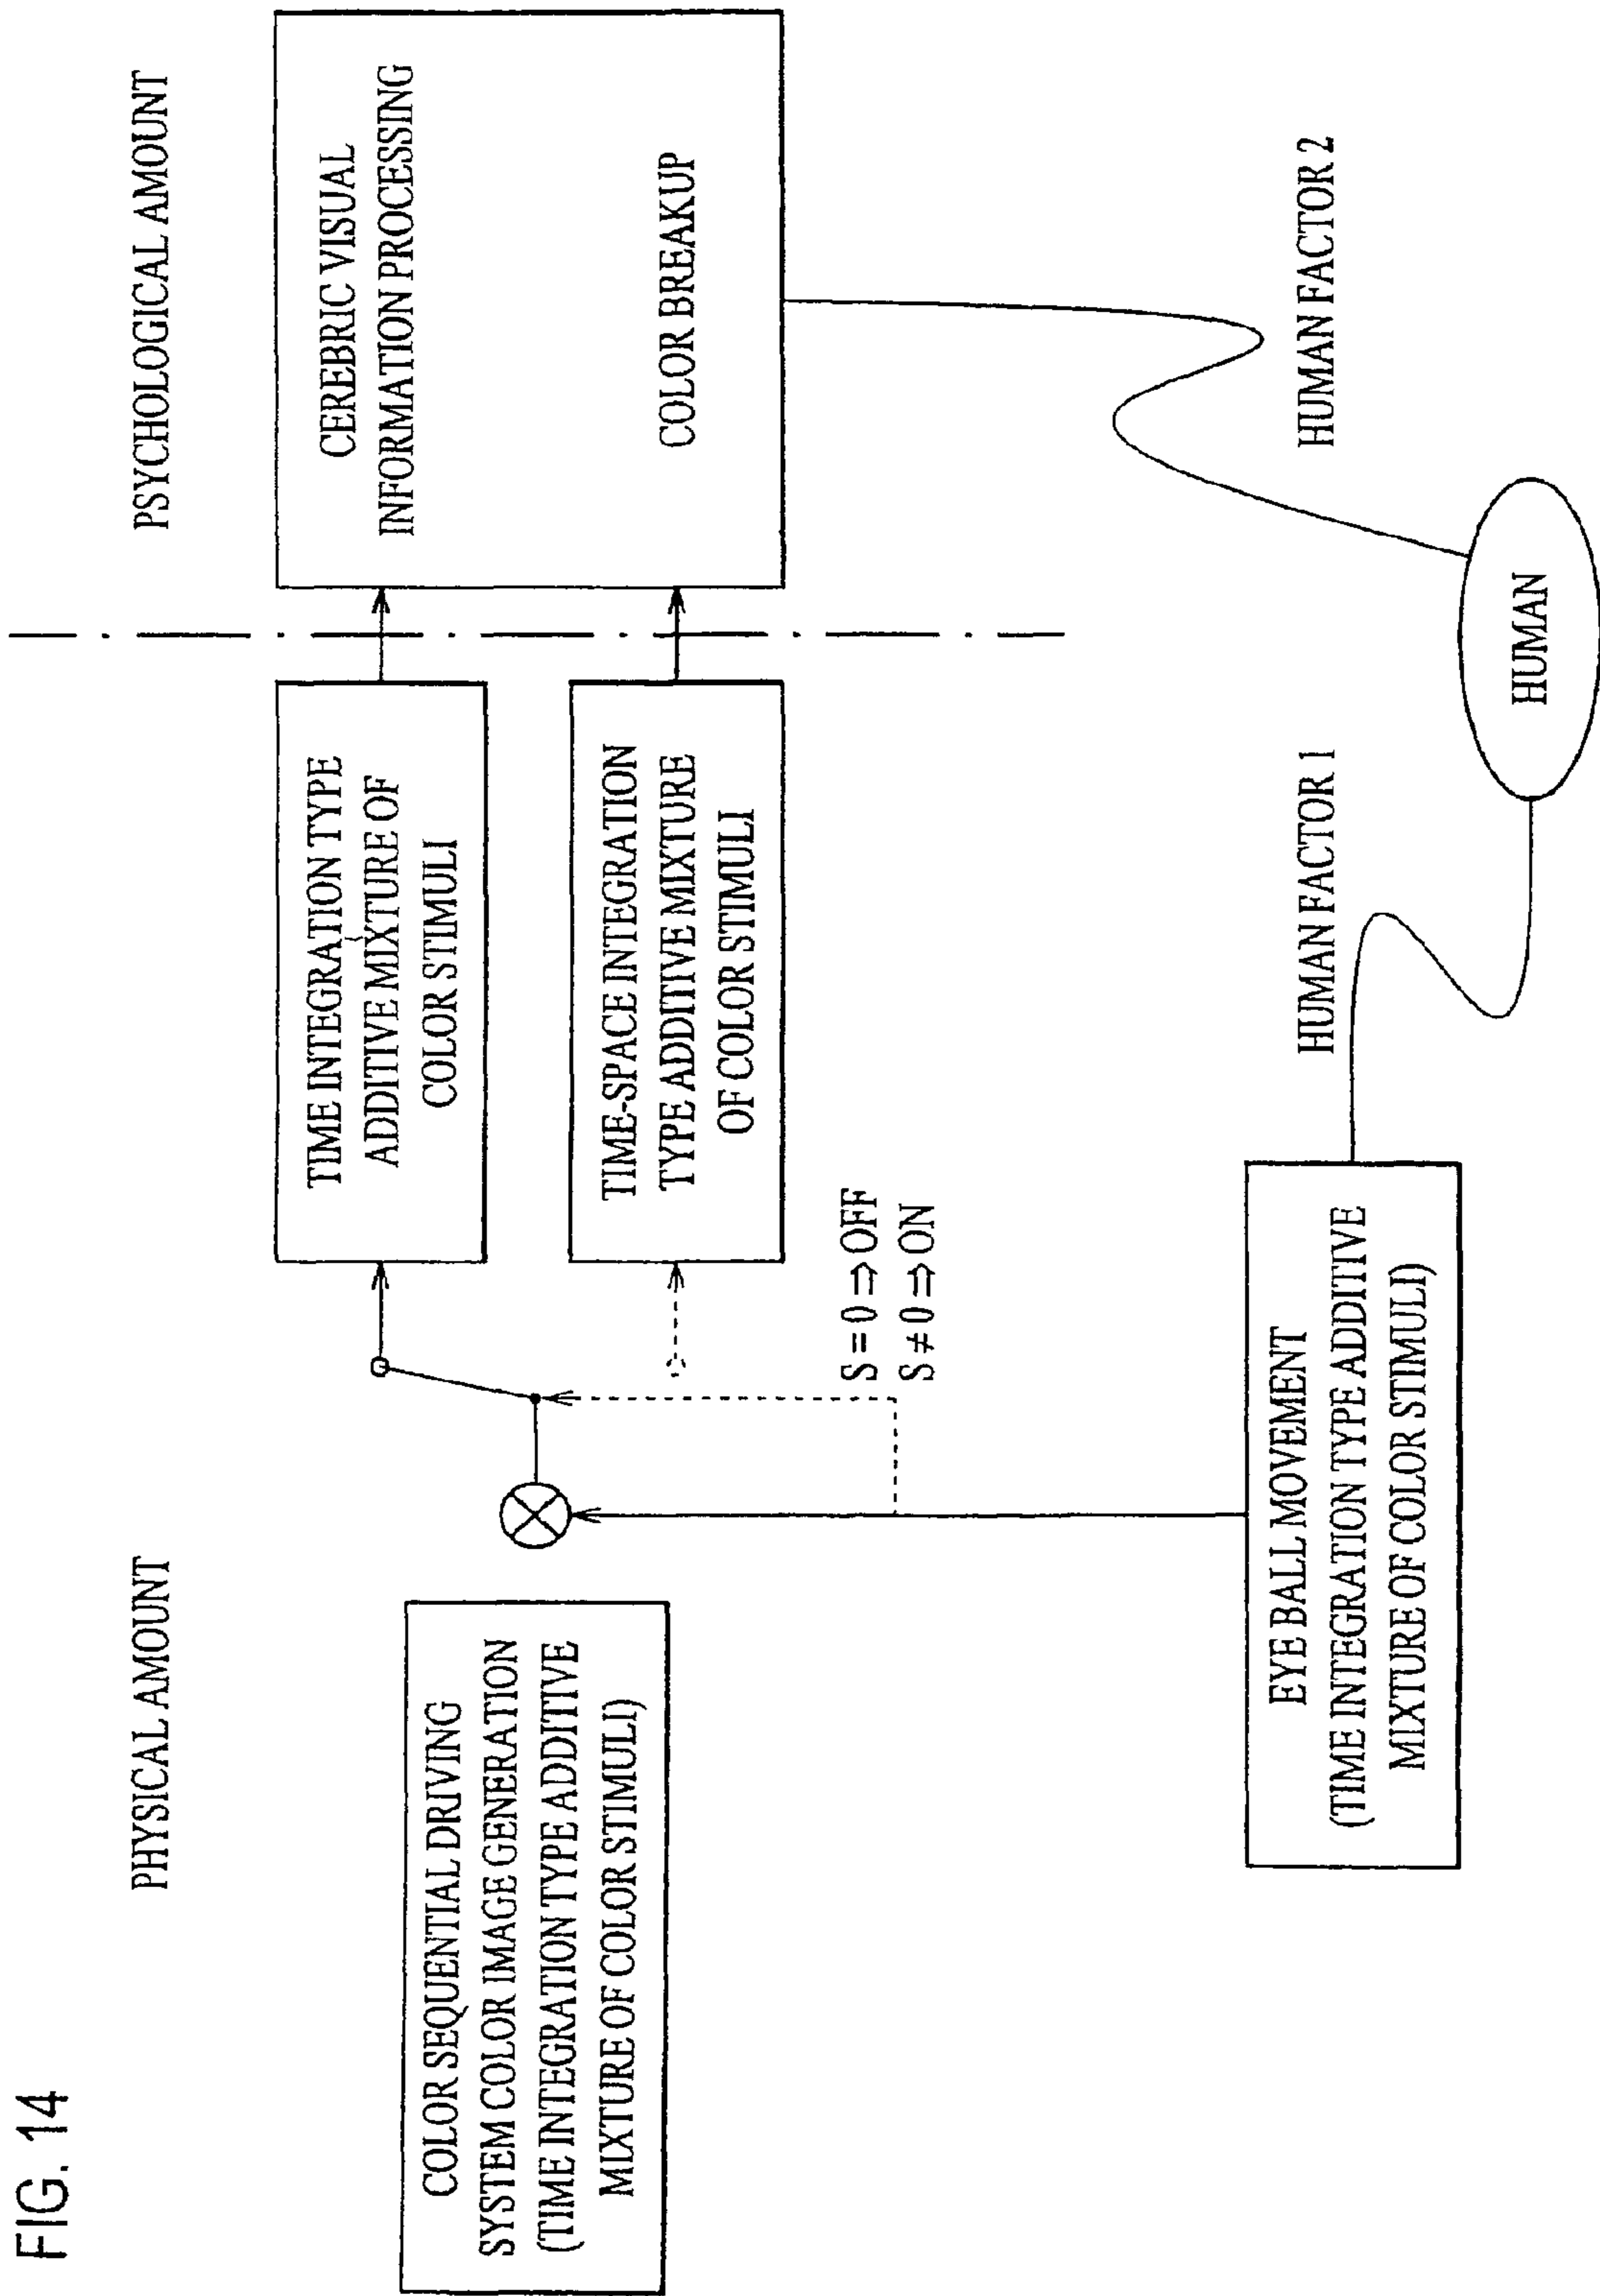 FIG. 14
PHYSICAL AMOUNT
PSYCHOLOGICAL AMOUNT
COLOR SEQUENTIAL DRIVING
SYSTEM COLOR IMAGE GENERATION
(TIME INTEGRATION TYPE ADDITIVE
MIXTURE OF COLOR STIMULI)
TIME INTEGRATION TYPE
ADDITIVE MIXTURE OF
COLOR STIMULI
TIME-SPACE INTEGRATION
TYPE ADDITIVE MIXTURE
OF COLOR STIMULI
CEREBRIC VISUAL
INFORMATION PROCESSING
COLOR BREAKUP
S = 0 ⇒ OFF
S ≠ 0 ⇒ ON
EYE BALL MOVEMENT
(TIME INTEGRATION TYPE ADDITIVE
MIXTURE OF COLOR STIMULI)
HUMAN FACTOR 1
HUMAN FACTOR 2
HUMAN